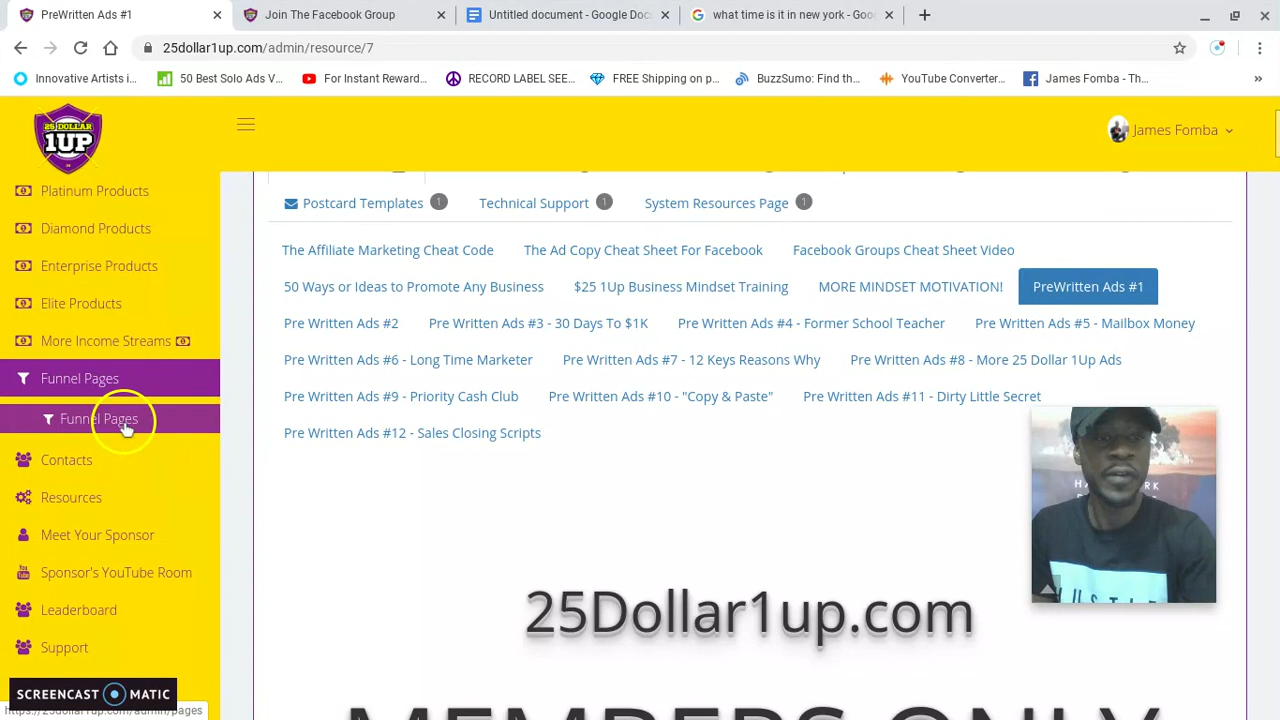 PreWritten Ads #1
Join The Facebook Group
Untitled document - Google Doc
what time is it in new york - Goo
25dollar1up.com/admin/resource/7
Innovative Artists i...
50 Best Solo Ads V...
For Instant Reward...
RECORD LABEL SEE...
FREE Shipping on p...
BuzzSumo: Find th...
YouTube Converter...
James Fomba - Th...
25 DOLLAR
1UP
James Fomba
Platinum Products
Diamond Products
Enterprise Products
Elite Products
More Income Streams
Funnel Pages
Funnel Pages
Contacts
Resources
Meet Your Sponsor
Sponsor's YouTube Room
Leaderboard
Support
Postcard Templates 1
Technical Support 1
System Resources Page 1
The Affiliate Marketing Cheat Code
The Ad Copy Cheat Sheet For Facebook
Facebook Groups Cheat Sheet Video
50 Ways or Ideas to Promote Any Business
$25 1Up Business Mindset Training
MORE MINDSET MOTIVATION!
PreWritten Ads #1
Pre Written Ads #2
Pre Written Ads #3 - 30 Days To $1K
Pre Written Ads #4 - Former School Teacher
Pre Written Ads #5 - Mailbox Money
Pre Written Ads #6 - Long Time Marketer
Pre Written Ads #7 - 12 Keys Reasons Why
Pre Written Ads #8 - More 25 Dollar 1Up Ads
Pre Written Ads #9 - Priority Cash Club
Pre Written Ads #10 - "Copy & Paste"
Pre Written Ads #11 - Dirty Little Secret
Pre Written Ads #12 - Sales Closing Scripts
25Dollar1up.com
MEMBERS ONLY
HUSTLE
SCREENCAST MATIC
https://25dollar1up.com/admin/pages